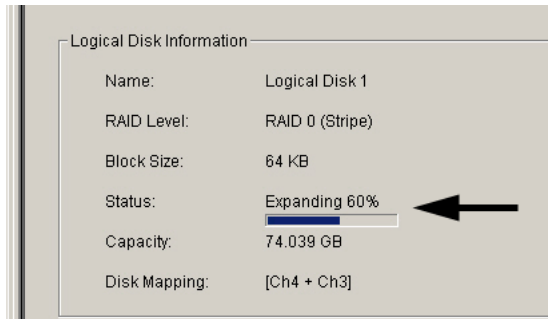 Logical Disk Information
Name: Logical Disk 1
RAID Level: RAID 0 (Stripe)
Block Size: 64 KB
Status: Expanding 60%
Capacity: 74.039 GB
Disk Mapping: [Ch4 + Ch3]